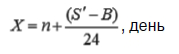 X = n + (S′ − B) / 24, день